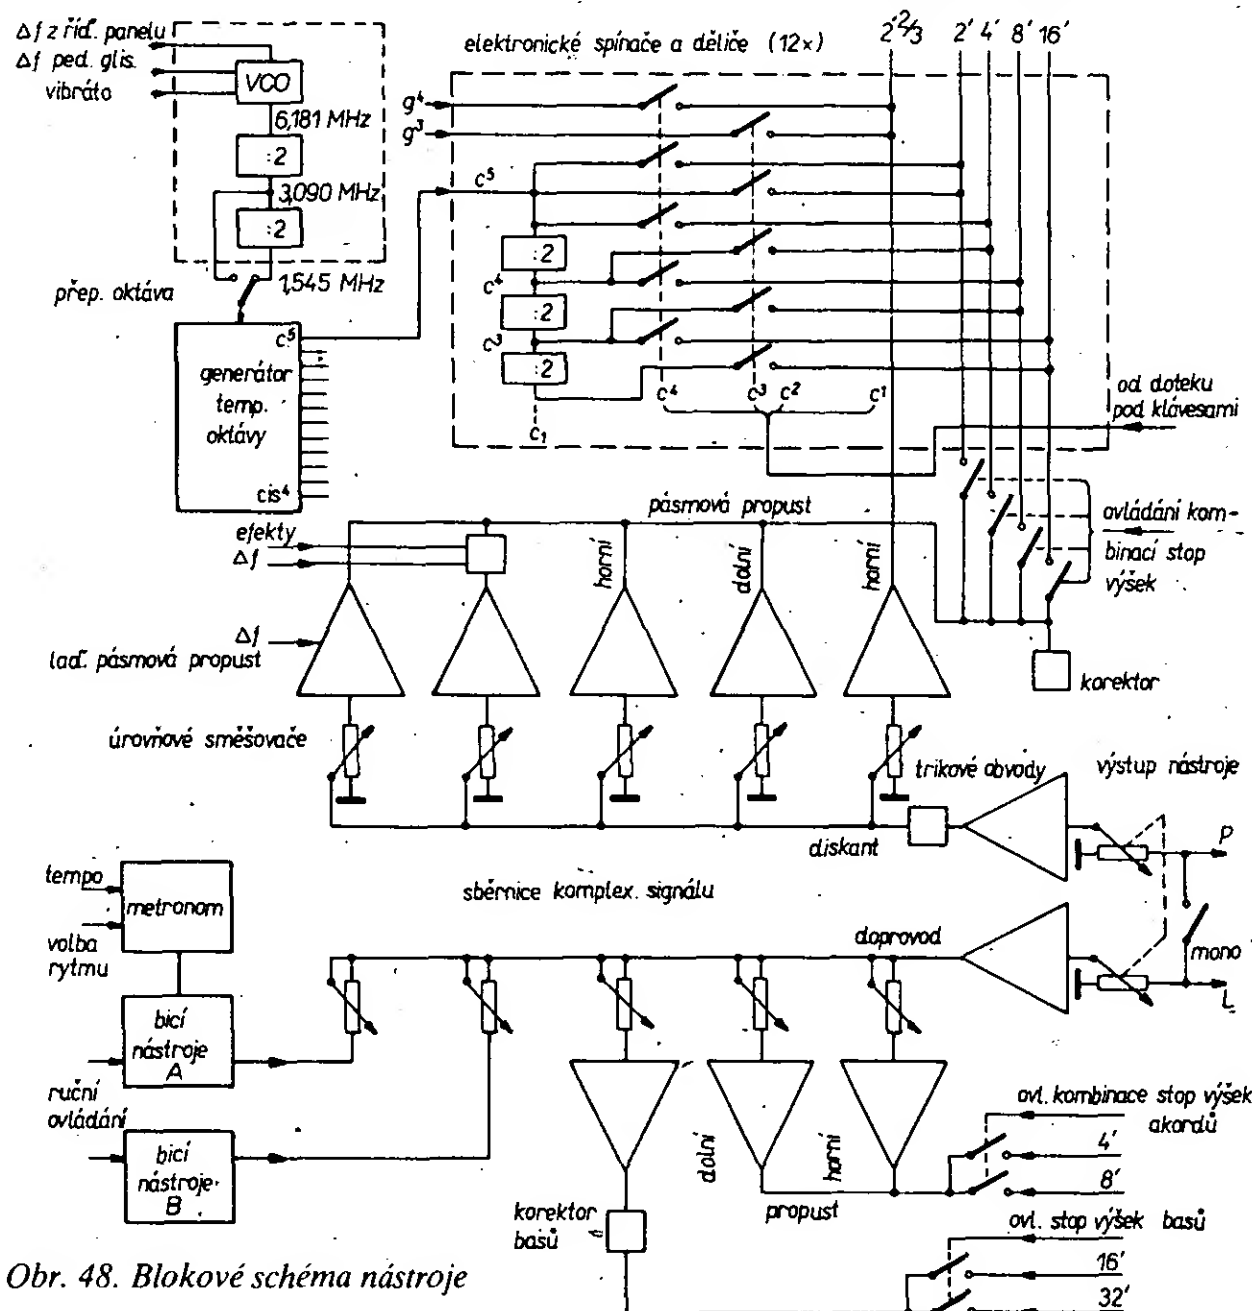 Δf z říd. panelu
Δf ped. glis.
vibráto
VCO
6,181 MHz
:2
3,090 MHz
:2
1,545 MHz
přep. oktáva
c⁵
generátor
temp.
oktávy
cis⁴
elektronické spínače a děliče (12×)
2'2/3
2'
4'
8'
16'
g⁴
g³
c⁵
:2
c⁴
:2
c³
:2
c₁
c⁴
c³
c²
c¹
od doteku
pod klávesami
pásmová propust
efekty
Δf
horní
dolní
horní
ovládání kom-
binací stop
výšek
Δf
lad. pásmová propust
korektor
úrovňové směšovače
trikové obvody
výstup nástroje
diskant
P
tempo
metronom
volba
rytmu
sběrnice komplex. signálu
doprovod
mono
L
bicí
nástroje
A
ruční
ovládání
bicí
nástroje
B
dolní
horní
propust
korektor
basů
ovl. kombinace stop výšek
akordů
4'
8'
ovl. stop výšek basů
16'
32'
Obr. 48. Blokové schéma nástroje